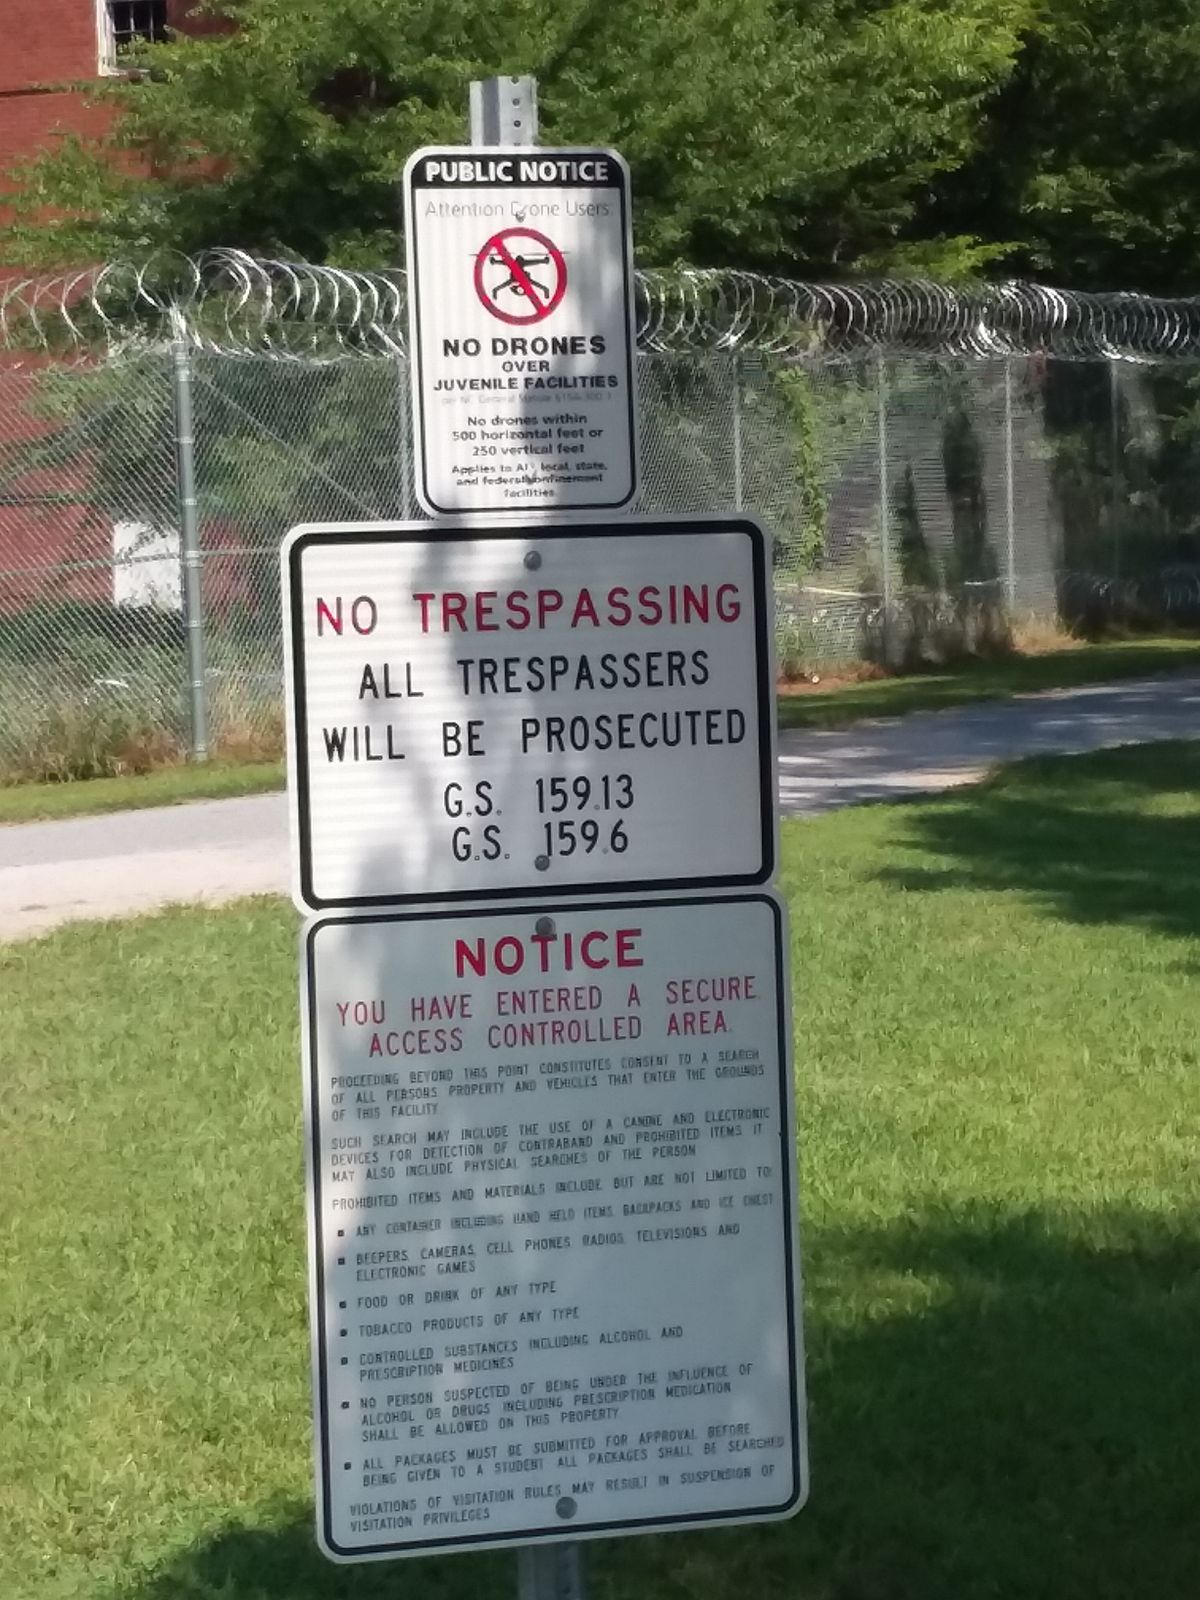 PUBLIC NOTICE
Attention Drone Users:
NO DRONES
OVER
JUVENILE FACILITIES
per NC General Statute
No drones within
500 horizontal feet or
250 vertical feet
Applies to ALL local, state,
and federal confinement
facilities.
NO TRESPASSING
ALL TRESPASSERS
WILL BE PROSECUTED
G.S. 159.13
G.S. 159.6
NOTICE
YOU HAVE ENTERED A SECURE
ACCESS CONTROLLED AREA.
PROCEEDING BEYOND THIS POINT CONSTITUTES CONSENT TO A SEARCH
OF ALL PERSONS PROPERTY AND VEHICLES THAT ENTER THE GROUNDS
OF THIS FACILITY
SUCH SEARCH MAY INCLUDE THE USE OF A CANINE AND ELECTRONIC
DEVICES FOR DETECTION OF CONTRABAND AND PROHIBITED ITEMS IT
MAY ALSO INCLUDE PHYSICAL SEARCHES OF THE PERSON
PROHIBITED ITEMS AND MATERIALS INCLUDE BUT ARE NOT LIMITED TO
▪ ANY CONTAINER INCLUDING HAND HELD ITEMS BACKPACKS AND ICE CHEST
▪ BEEPERS, CAMERAS, CELL PHONES RADIOS, TELEVISIONS AND
ELECTRONIC GAMES
▪ FOOD OR DRINK OF ANY TYPE
▪ TOBACCO PRODUCTS OF ANY TYPE
▪ CONTROLLED SUBSTANCES INCLUDING ALCOHOL AND
PRESCRIPTION MEDICINES
▪ NO PERSON SUSPECTED OF BEING UNDER THE INFLUENCE OF
ALCOHOL OR DRUGS INCLUDING PRESCRIPTION MEDICATION
SHALL BE ALLOWED ON THIS PROPERTY
▪ ALL PACKAGES MUST BE SUBMITTED FOR APPROVAL BEFORE
BEING GIVEN TO A STUDENT ALL PACKAGES SHALL BE SEARCHED
VIOLATIONS OF VISITATION RULES MAY RESULT IN SUSPENSION OF
VISITATION PRIVILEGES